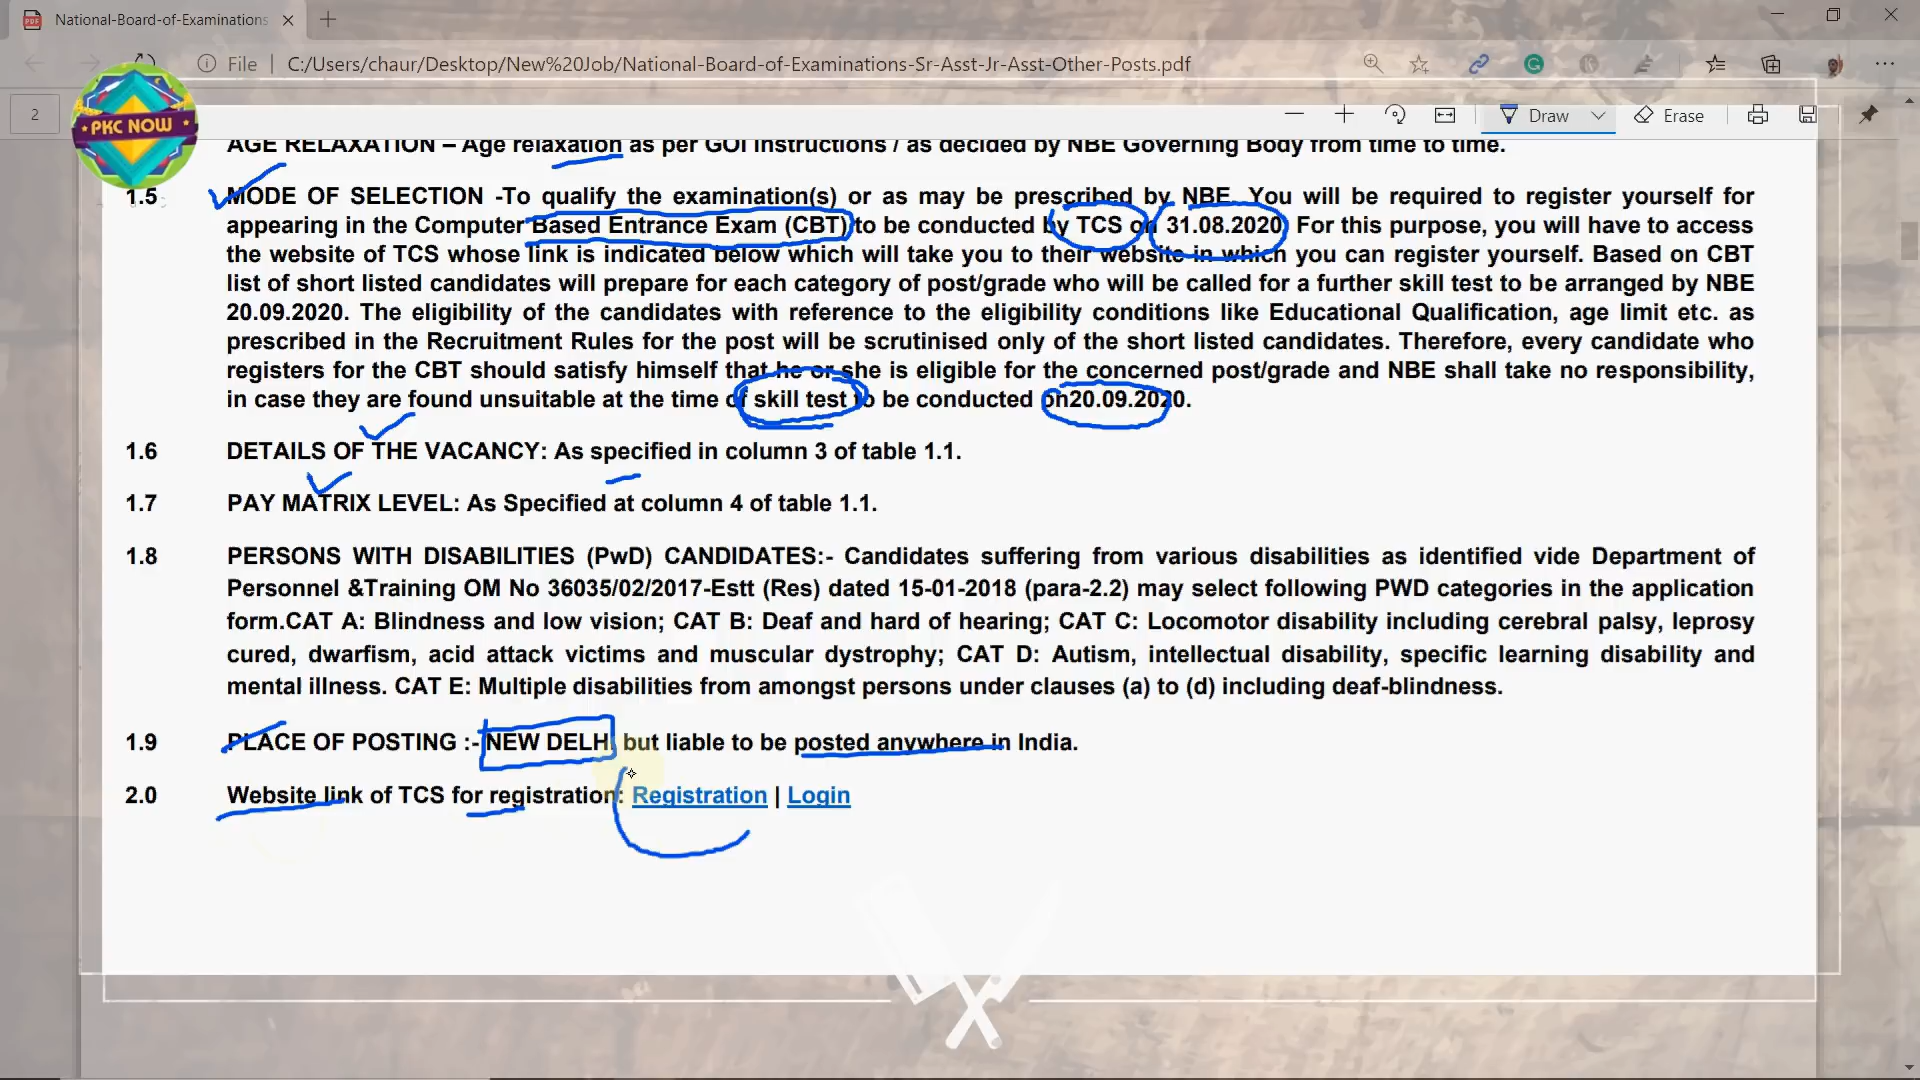 National-Board-of-Examinations
File
C:/Users/chaur/Desktop/New%20Job/National-Board-of-Examinations-Sr-Asst-Jr-Asst-Other-Posts.pdf
2
Draw
Erase
PKC NOW
AGE RELAXATION – Age relaxation as per GOI instructions / as decided by NBE Governing Body from time to time.
1.5 MODE OF SELECTION -To qualify the examination(s) or as may be prescribed by NBE. You will be required to register yourself for
appearing in the Computer Based Entrance Exam (CBT) to be conducted by TCS on 31.08.2020 For this purpose, you will have to access
the website of TCS whose link is indicated below which will take you to their website in which you can register yourself. Based on CBT
list of short listed candidates will prepare for each category of post/grade who will be called for a further skill test to be arranged by NBE
20.09.2020. The eligibility of the candidates with reference to the eligibility conditions like Educational Qualification, age limit etc. as
prescribed in the Recruitment Rules for the post will be scrutinised only of the short listed candidates. Therefore, every candidate who
registers for the CBT should satisfy himself that he or she is eligible for the concerned post/grade and NBE shall take no responsibility,
in case they are found unsuitable at the time of skill test to be conducted on20.09.2020.
1.6 DETAILS OF THE VACANCY: As specified in column 3 of table 1.1.
1.7 PAY MATRIX LEVEL: As Specified at column 4 of table 1.1.
1.8 PERSONS WITH DISABILITIES (PwD) CANDIDATES:- Candidates suffering from various disabilities as identified vide Department of
Personnel &Training OM No 36035/02/2017-Estt (Res) dated 15-01-2018 (para-2.2) may select following PWD categories in the application
form.CAT A: Blindness and low vision; CAT B: Deaf and hard of hearing; CAT C: Locomotor disability including cerebral palsy, leprosy
cured, dwarfism, acid attack victims and muscular dystrophy; CAT D: Autism, intellectual disability, specific learning disability and
mental illness. CAT E: Multiple disabilities from amongst persons under clauses (a) to (d) including deaf-blindness.
1.9 PLACE OF POSTING :- NEW DELHI but liable to be posted anywhere in India.
2.0 Website link of TCS for registration: Registration | Login